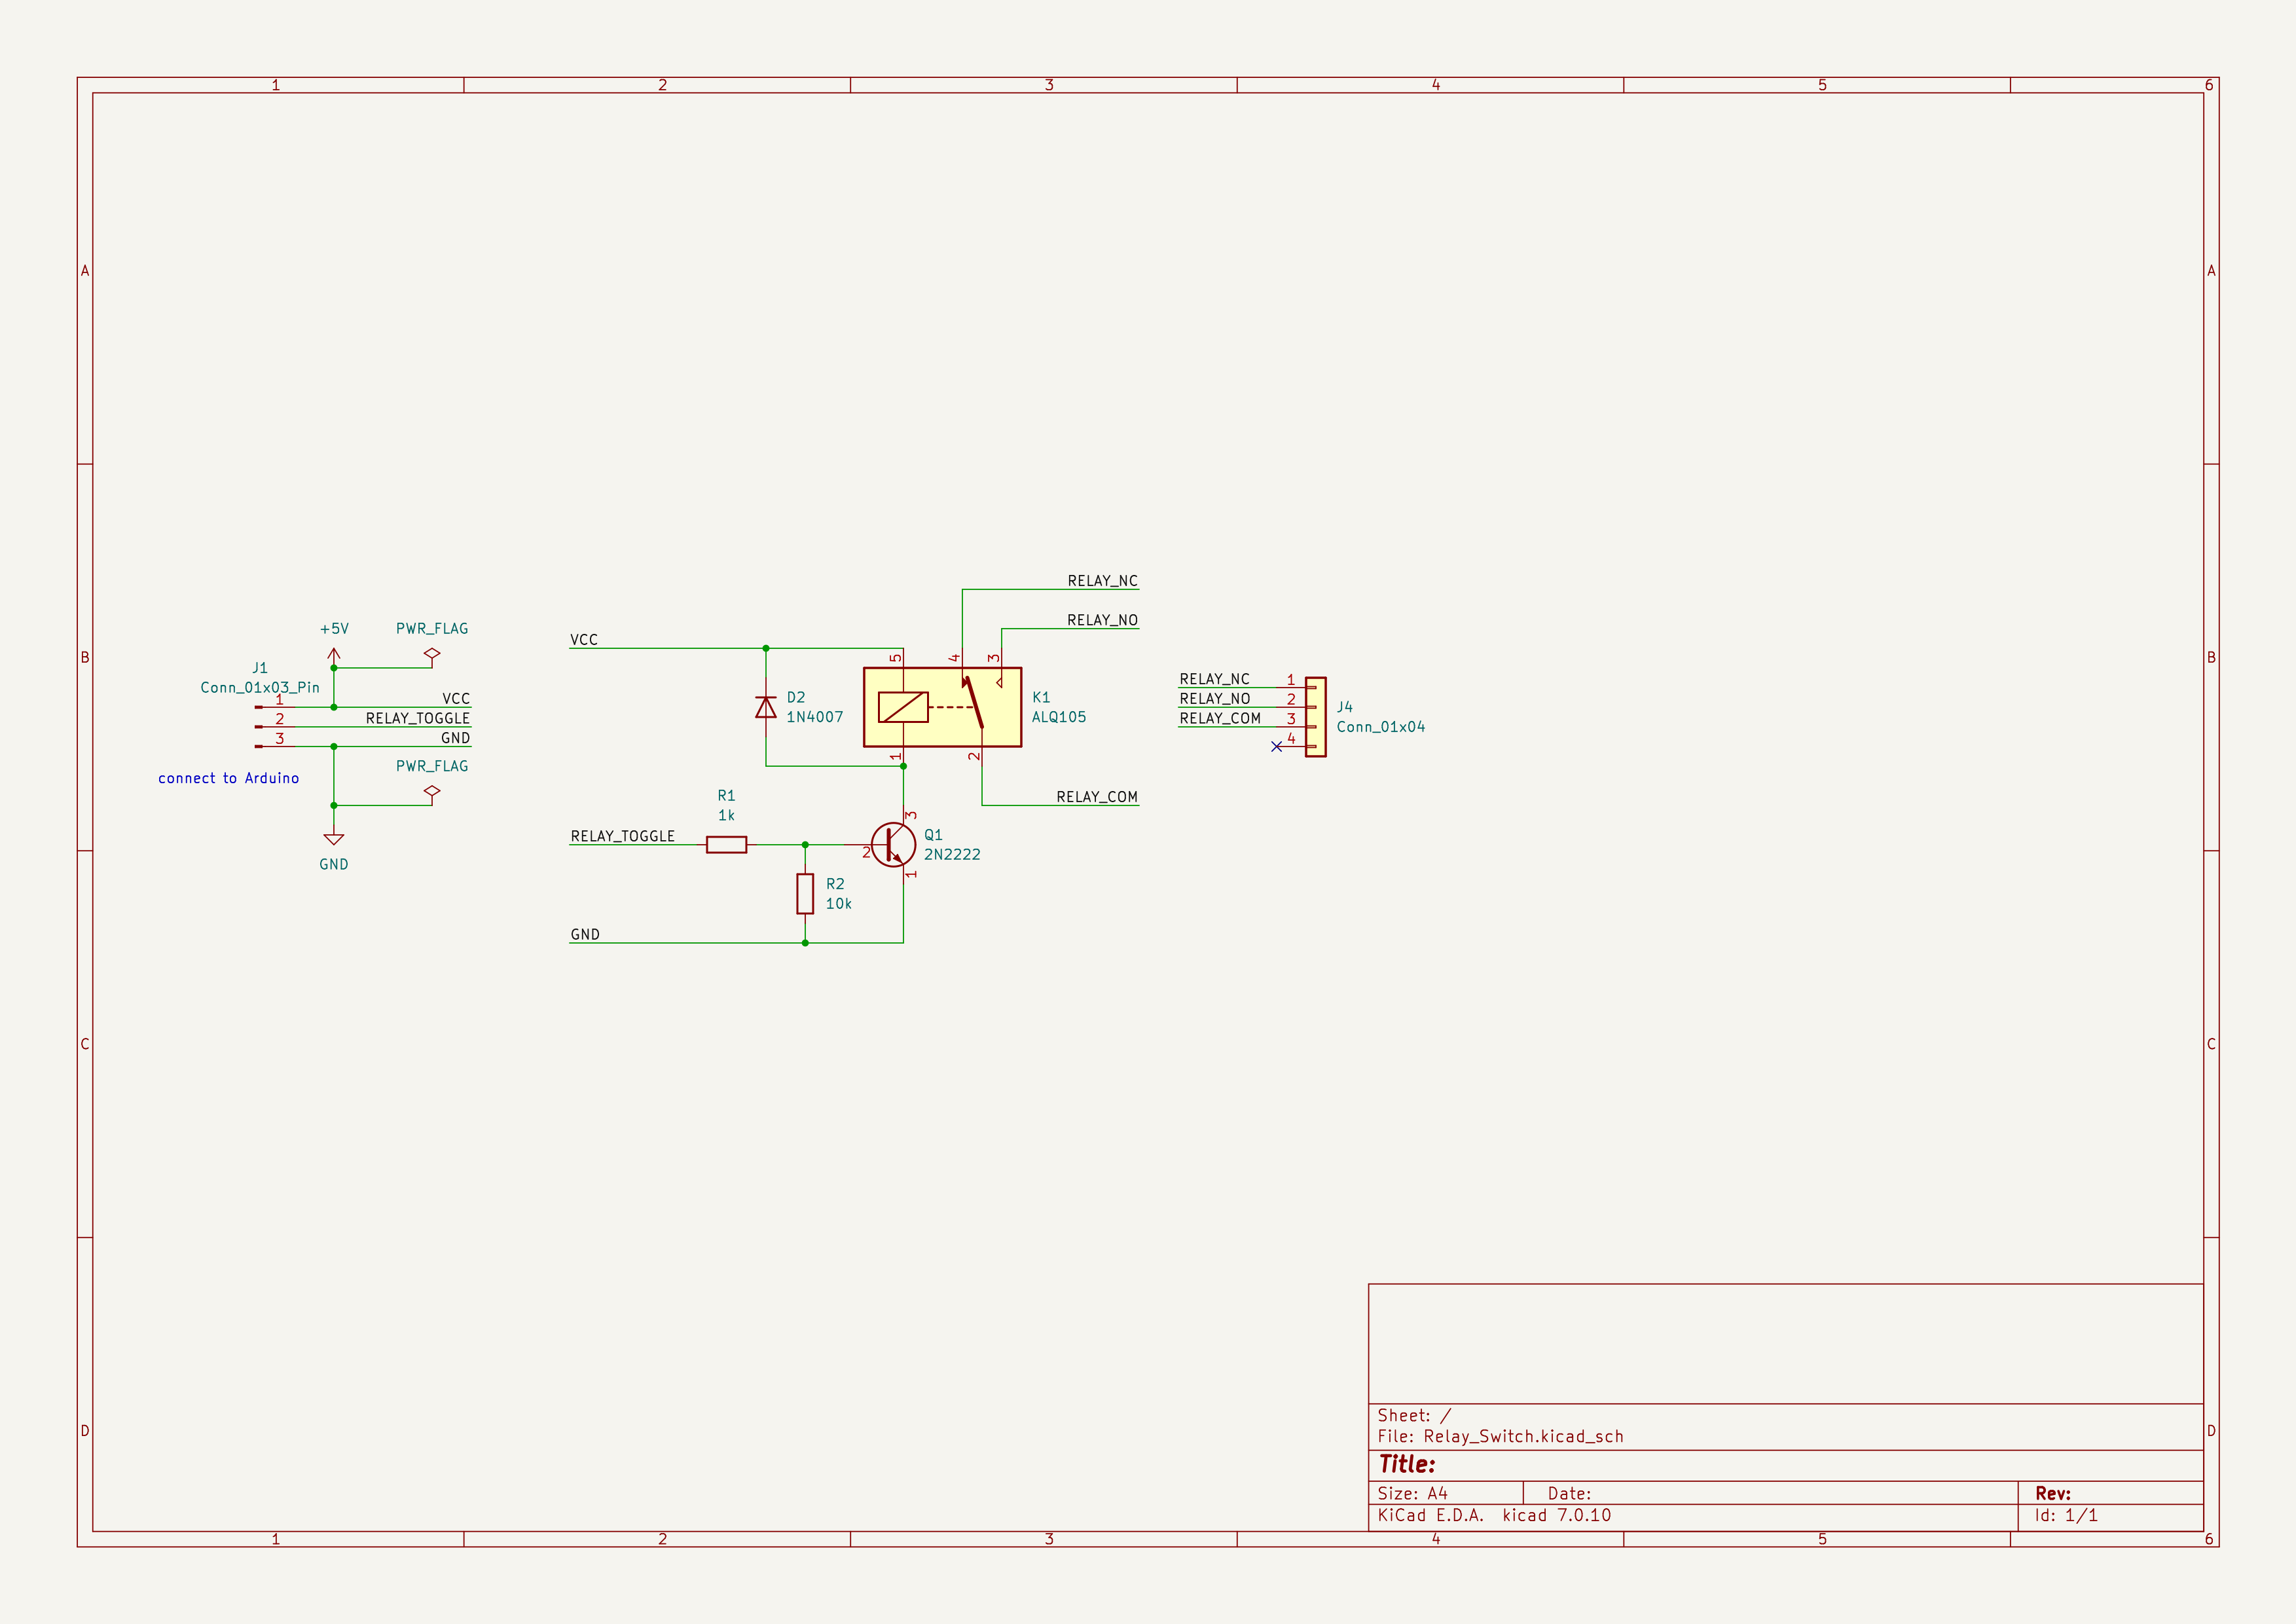 1 2 3 4 5 6
A A
B B
C C
D D
+5V
PWR_FLAG
J1
Conn_01x03_Pin
1
VCC
2
RELAY_TOGGLE
3
GND
connect to Arduino
PWR_FLAG
GND
VCC
D2
1N4007
5
4
3
RELAY_NC
RELAY_NO
K1
ALQ105
1
2
RELAY_COM
R1
1k
RELAY_TOGGLE
3
2
1
Q1
2N2222
R2
10k
GND
RELAY_NC 1
RELAY_NO 2
RELAY_COM 3
4
J4
Conn_01x04
Sheet: /
File: Relay_Switch.kicad_sch
Title:
Size: A4 Date: Rev:
KiCad E.D.A. kicad 7.0.10 Id: 1/1
1 2 3 4 5 6